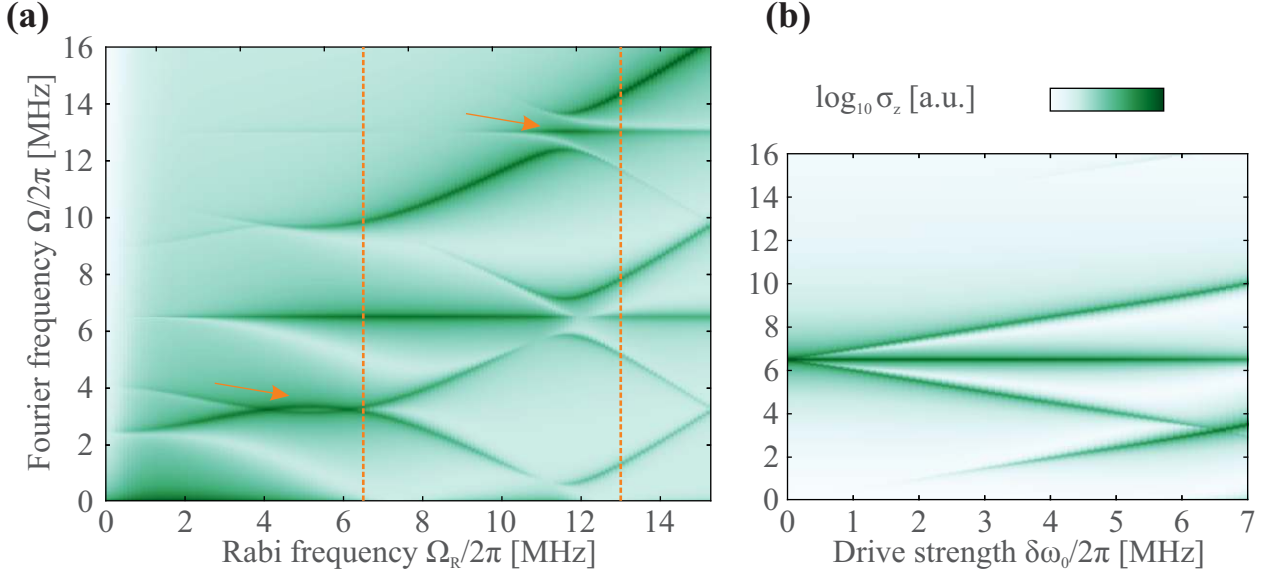 (a)
16
14
12
10
8
6
4
2
0
Fourier frequency Ω/2π [MHz]
0 2 4 6 8 10 12 14
Rabi frequency Ω_R/2π [MHz]
(b)
log₁₀ σ_z [a.u.]
16
14
12
10
8
6
4
2
0
0 1 2 3 4 5 6 7
Drive strength δω₀/2π [MHz]